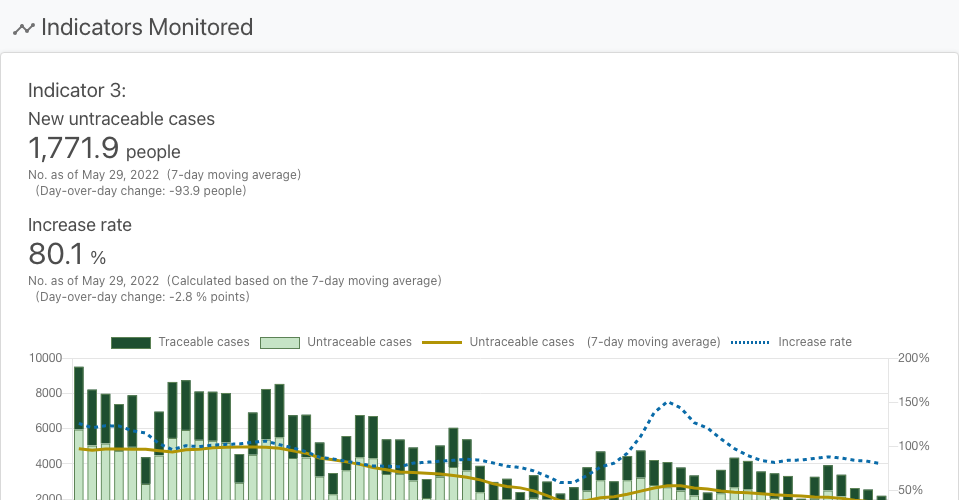 Indicators Monitored
Indicator 3:
New untraceable cases
1,771.9 people
No. as of May 29, 2022 (7-day moving average)
(Day-over-day change: -93.9 people)
Increase rate
80.1 %
No. as of May 29, 2022 (Calculated based on the 7-day moving average)
(Day-over-day change: -2.8 % points)
Traceable cases Untraceable cases Untraceable cases (7-day moving average) Increase rate
10000 200%
8000
150%
6000
100%
4000
50%
2000